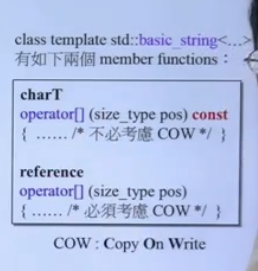 class template std::basic_string<...>
有如下兩個 member functions：
charT
operator[] (size_type pos) const
{ ...... /* 不必考慮 COW */ }
reference
operator[] (size_type pos)
{ ...... /* 必須考慮 COW */ }
COW : Copy On Write